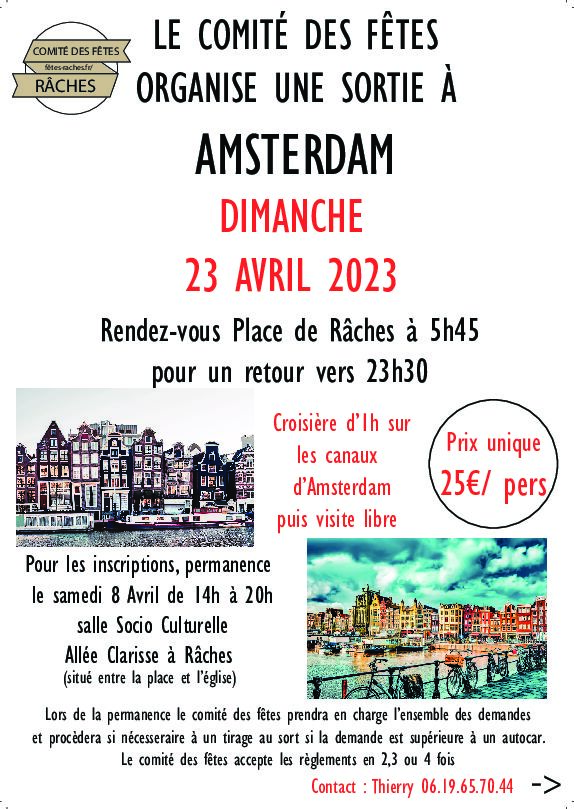 COMITÉ DES FÊTES
fêtes-raches.fr/
RÂCHES
LE COMITÉ DES FÊTES
ORGANISE UNE SORTIE À
AMSTERDAM
DIMANCHE
23 AVRIL 2023
Rendez-vous Place de Râches à 5h45
pour un retour vers 23h30
Croisière d'1h sur
les canaux
d'Amsterdam
puis visite libre
Prix unique
25€/ pers
Pour les inscriptions, permanence
le samedi 8 Avril de 14h à 20h
salle Socio Culturelle
Allée Clarisse à Râches
(situé entre la place et l'église)
Lors de la permanence le comité des fêtes prendra en charge l'ensemble des demandes
et procèdera si nécesseraire à un tirage au sort si la demande est supérieure à un autocar.
Le comité des fêtes accepte les règlements en 2,3 ou 4 fois
Contact : Thierry 06.19.65.70.44 ->